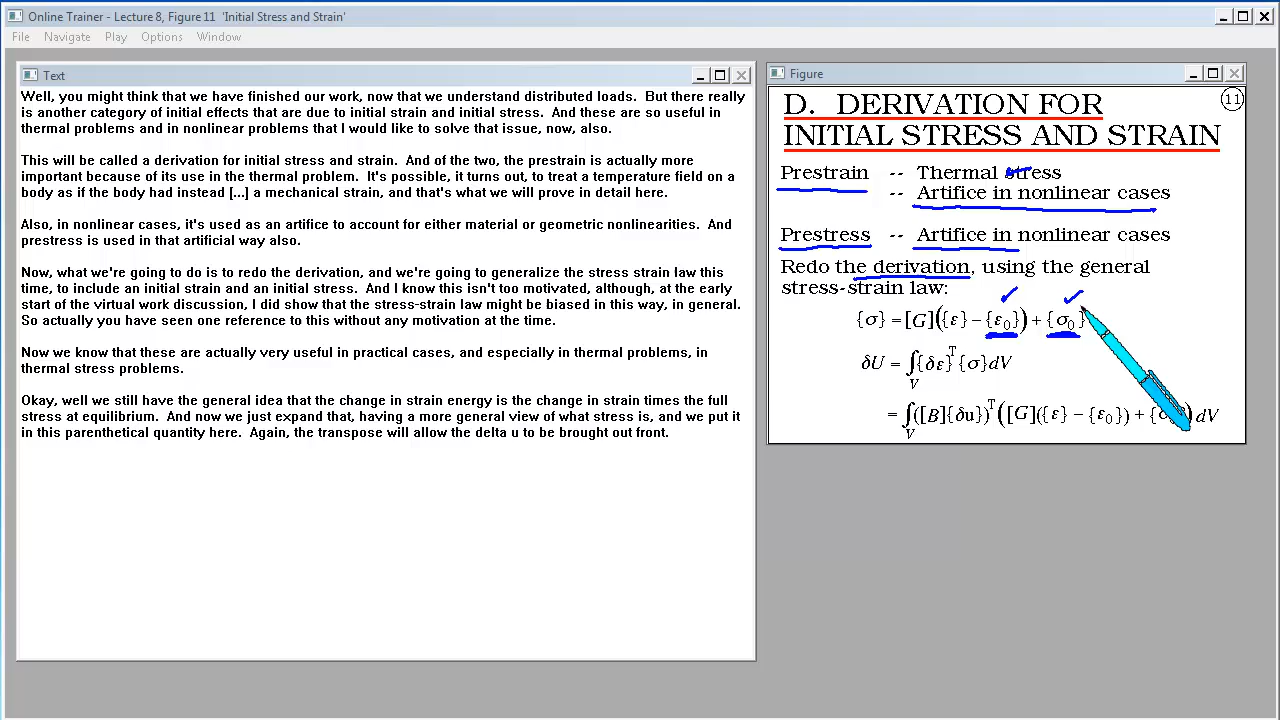 Online Trainer - Lecture 8, Figure 11 'Initial Stress and Strain'
File Navigate Play Options Window
Text
Well, you might think that we have finished our work, now that we understand distributed loads. But there really
is another category of initial effects that are due to initial strain and initial stress. And these are so useful in
thermal problems and in nonlinear problems that I would like to solve that issue, now, also.
This will be called a derivation for initial stress and strain. And of the two, the prestrain is actually more
important because of its use in the thermal problem. It's possible, it turns out, to treat a temperature field on a
body as if the body had instead [...] a mechanical strain, and that's what we will prove in detail here.
Also, in nonlinear cases, it's used as an artifice to account for either material or geometric nonlinearities. And
prestress is used in that artificial way also.
Now, what we're going to do is to redo the derivation, and we're going to generalize the stress strain law this
time, to include an initial strain and an initial stress. And I know this isn't too motivated, although, at the early
start of the virtual work discussion, I did show that the stress-strain law might be biased in this way, in general.
So actually you have seen one reference to this without any motivation at the time.
Now we know that these are actually very useful in practical cases, and especially in thermal problems, in
thermal stress problems.
Okay, well we still have the general idea that the change in strain energy is the change in strain times the full
stress at equilibrium. And now we just expand that, having a more general view of what stress is, and we put it
in this parenthetical quantity here. Again, the transpose will allow the delta u to be brought out front.
Figure
11
D. DERIVATION FOR
INITIAL STRESS AND STRAIN
Prestrain -- Thermal stress
-- Artifice in nonlinear cases
Prestress -- Artifice in nonlinear cases
Redo the derivation, using the general
stress-strain law:
{σ} = [G]({ε} − {ε₀}) + {σ₀}
δU = ∫_V {δε}ᵀ {σ} dV
= ∫_V ([B]{δu})ᵀ ([G]({ε} − {ε₀}) + {σ₀}) dV